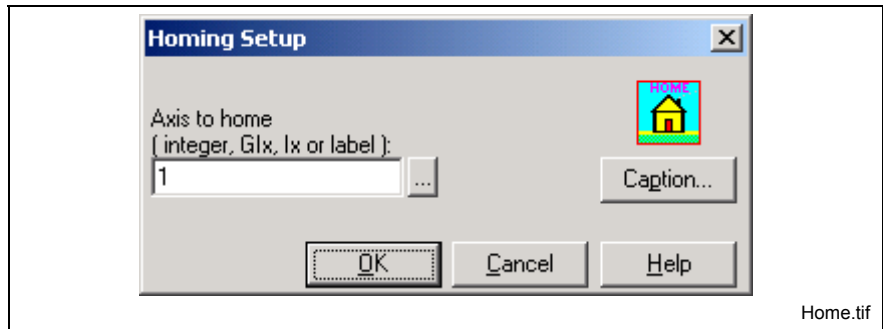 Homing Setup
HOME
Axis to home
( integer, GIx, Ix or label ):
1
...
Caption...
OK
Cancel
Help
Home.tif